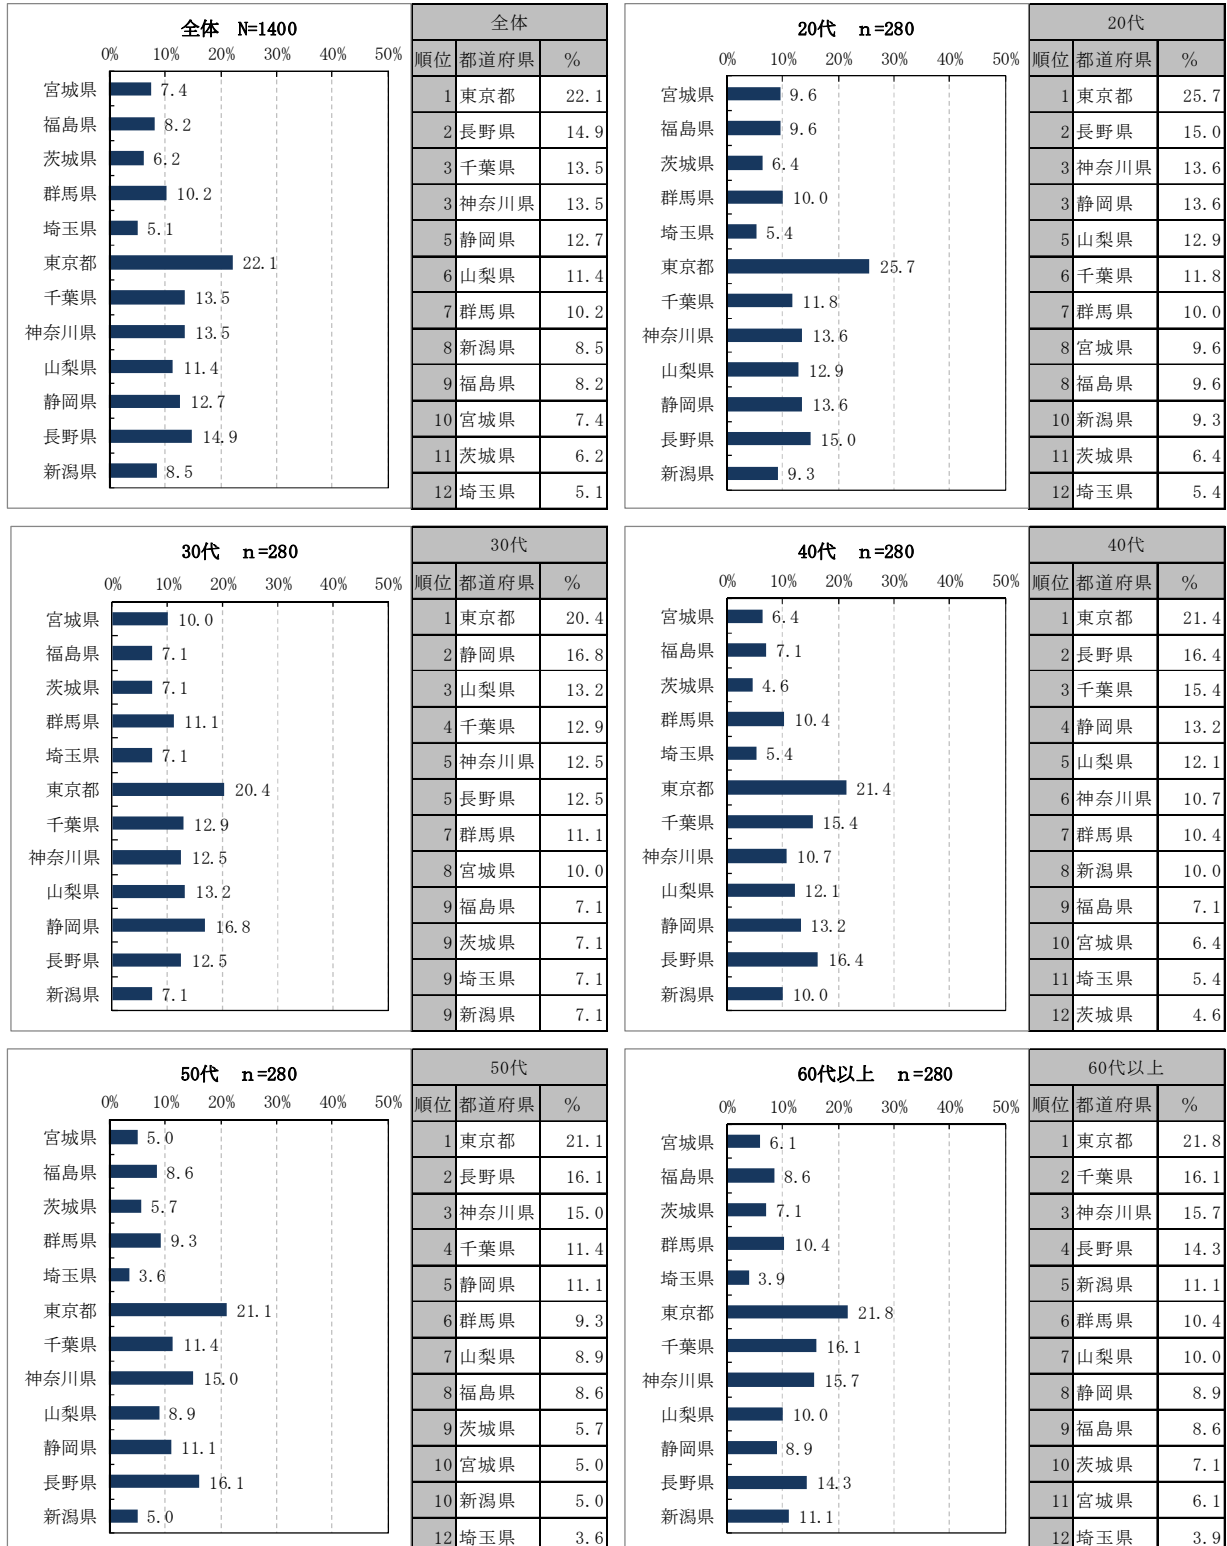 全体 N=1400
0% 10% 20% 30% 40% 50%
宮城県 7.4
福島県 8.2
茨城県 6.2
群馬県 10.2
埼玉県 5.1
東京都 22.1
千葉県 13.5
神奈川県 13.5
山梨県 11.4
静岡県 12.7
長野県 14.9
新潟県 8.5
全体
順位 都道府県 %
1 東京都 22.1
2 長野県 14.9
3 千葉県 13.5
3 神奈川県 13.5
5 静岡県 12.7
6 山梨県 11.4
7 群馬県 10.2
8 新潟県 8.5
9 福島県 8.2
10 宮城県 7.4
11 茨城県 6.2
12 埼玉県 5.1
20代 n=280
0% 10% 20% 30% 40% 50%
宮城県 9.6
福島県 9.6
茨城県 6.4
群馬県 10.0
埼玉県 5.4
東京都 25.7
千葉県 11.8
神奈川県 13.6
山梨県 12.9
静岡県 13.6
長野県 15.0
新潟県 9.3
20代
順位 都道府県 %
1 東京都 25.7
2 長野県 15.0
3 神奈川県 13.6
3 静岡県 13.6
5 山梨県 12.9
6 千葉県 11.8
7 群馬県 10.0
8 宮城県 9.6
8 福島県 9.6
10 新潟県 9.3
11 茨城県 6.4
12 埼玉県 5.4
30代 n=280
0% 10% 20% 30% 40% 50%
宮城県 10.0
福島県 7.1
茨城県 7.1
群馬県 11.1
埼玉県 7.1
東京都 20.4
千葉県 12.9
神奈川県 12.5
山梨県 13.2
静岡県 16.8
長野県 12.5
新潟県 7.1
30代
順位 都道府県 %
1 東京都 20.4
2 静岡県 16.8
3 山梨県 13.2
4 千葉県 12.9
5 神奈川県 12.5
5 長野県 12.5
7 群馬県 11.1
8 宮城県 10.0
9 福島県 7.1
9 茨城県 7.1
9 埼玉県 7.1
9 新潟県 7.1
40代 n=280
0% 10% 20% 30% 40% 50%
宮城県 6.4
福島県 7.1
茨城県 4.6
群馬県 10.4
埼玉県 5.4
東京都 21.4
千葉県 15.4
神奈川県 10.7
山梨県 12.1
静岡県 13.2
長野県 16.4
新潟県 10.0
40代
順位 都道府県 %
1 東京都 21.4
2 長野県 16.4
3 千葉県 15.4
4 静岡県 13.2
5 山梨県 12.1
6 神奈川県 10.7
7 群馬県 10.4
8 新潟県 10.0
9 福島県 7.1
10 宮城県 6.4
11 埼玉県 5.4
12 茨城県 4.6
50代 n=280
0% 10% 20% 30% 40% 50%
宮城県 5.0
福島県 8.6
茨城県 5.7
群馬県 9.3
埼玉県 3.6
東京都 21.1
千葉県 11.4
神奈川県 15.0
山梨県 8.9
静岡県 11.1
長野県 16.1
新潟県 5.0
50代
順位 都道府県 %
1 東京都 21.1
2 長野県 16.1
3 神奈川県 15.0
4 千葉県 11.4
5 静岡県 11.1
6 群馬県 9.3
7 山梨県 8.9
8 福島県 8.6
9 茨城県 5.7
10 宮城県 5.0
10 新潟県 5.0
12 埼玉県 3.6
60代以上 n=280
0% 10% 20% 30% 40% 50%
宮城県 6.1
福島県 8.6
茨城県 7.1
群馬県 10.4
埼玉県 3.9
東京都 21.8
千葉県 16.1
神奈川県 15.7
山梨県 10.0
静岡県 8.9
長野県 14.3
新潟県 11.1
60代以上
順位 都道府県 %
1 東京都 21.8
2 千葉県 16.1
3 神奈川県 15.7
4 長野県 14.3
5 新潟県 11.1
6 群馬県 10.4
7 山梨県 10.0
8 静岡県 8.9
9 福島県 8.6
10 茨城県 7.1
11 宮城県 6.1
12 埼玉県 3.9